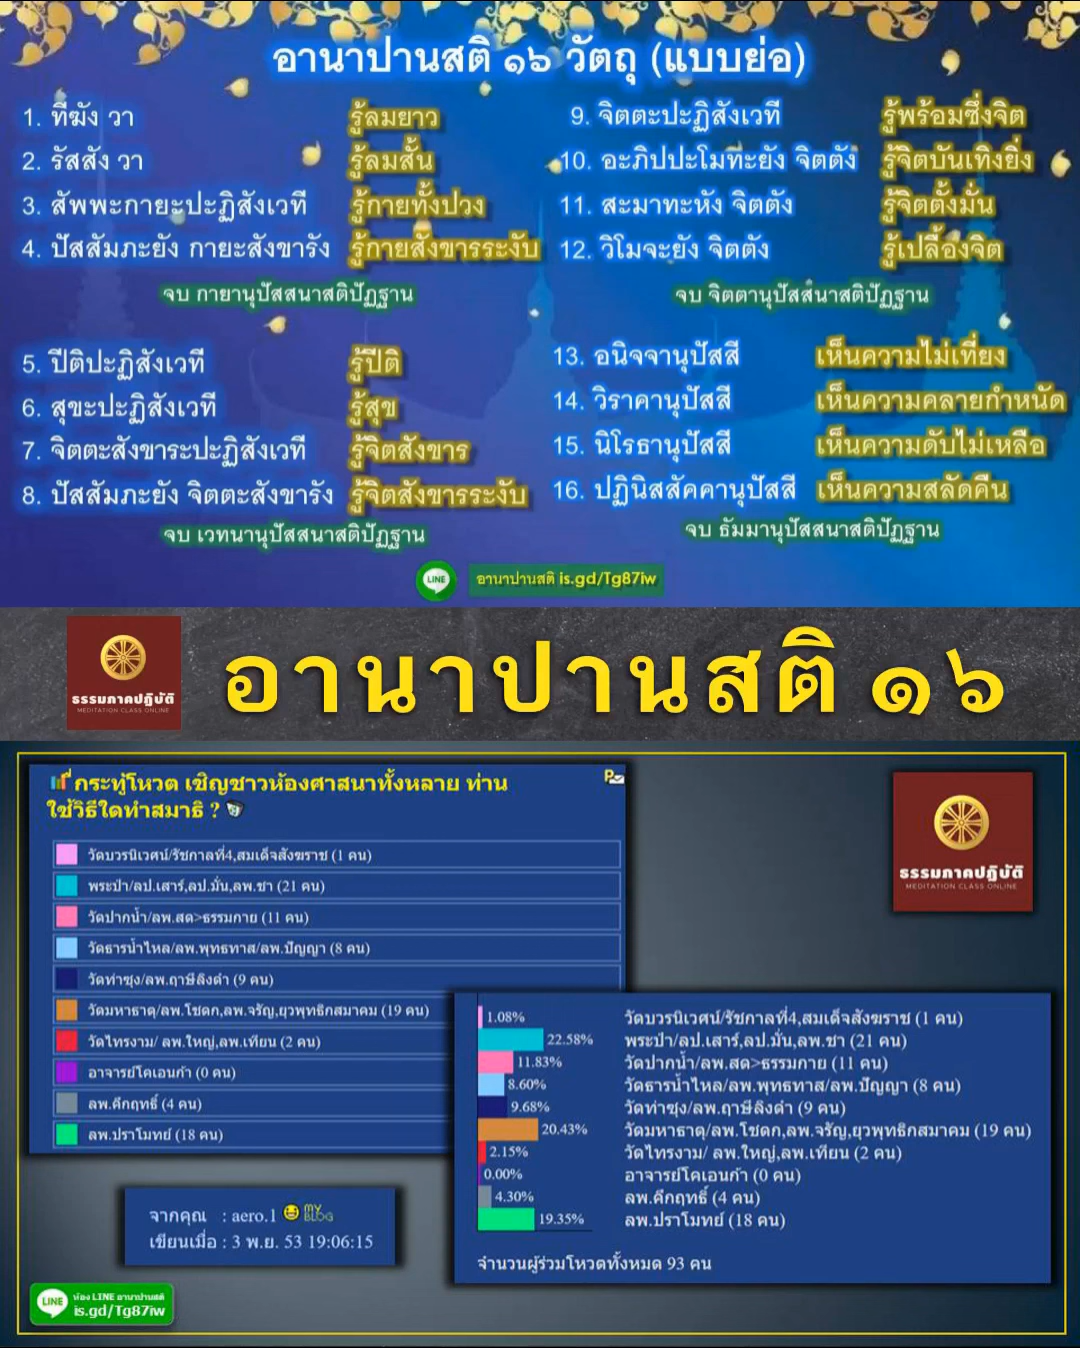 อานาปานสติ ๑๖ วัตถุ (แบบย่อ)
1. ทีฆัง วา รู้ลมยาว
2. รัสสัง วา รู้ลมสั้น
3. สัพพะกายะปะฏิสังเวที รู้กายทั้งปวง
4. ปัสสัมภะยัง กายะสังขารัง รู้กายสังขารระงับ
จบ กายานุปัสสนาสติปัฏฐาน
5. ปีติปะฏิสังเวที รู้ปีติ
6. สุขะปะฏิสังเวที รู้สุข
7. จิตตะสังขาระปะฏิสังเวที รู้จิตสังขาร
8. ปัสสัมภะยัง จิตตะสังขารัง รู้จิตสังขารระงับ
จบ เวทนานุปัสสนาสติปัฏฐาน
9. จิตตะปะฏิสังเวที รู้พร้อมซึ่งจิต
10. อะภิปปะโมทะยัง จิตตัง รู้จิตบันเทิงยิ่ง
11. สะมาทะหัง จิตตัง รู้จิตตั้งมั่น
12. วิโมจะยัง จิตตัง รู้เปลื้องจิต
จบ จิตตานุปัสสนาสติปัฏฐาน
13. อนิจจานุปัสสี เห็นความไม่เที่ยง
14. วิราคานุปัสสี เห็นความคลายกำหนัด
15. นิโรธานุปัสสี เห็นความดับไม่เหลือ
16. ปฏินิสสัคคานุปัสสี เห็นความสลัดคืน
จบ ธัมมานุปัสสนาสติปัฏฐาน
LINE อานาปานสติ is.gd/Tg87iw
ธรรมภาคปฏิบัติ
MEDITATION CLASS ONLINE
อานาปานสติ ๑๖
กระทู้โหวต เชิญชาวห้องศาสนาทั้งหลาย ท่าน
ใช้วิธีใดทำสมาธิ ?
วัดบวรนิเวศน์/รัชกาลที่4,สมเด็จสังฆราช (1 คน)
พระป่า/ลป.เสาร์,ลป.มั่น,ลพ.ชา (21 คน)
วัดปากน้ำ/ลพ.สด>ธรรมกาย (11 คน)
วัดธารน้ำไหล/ลพ.พุทธทาส/ลพ.ปัญญา (8 คน)
วัดท่าซุง/ลพ.ฤาษีลิงดำ (9 คน)
วัดมหาธาตุ/ลพ.โชดก,ลพ.จรัญ,ยุวพุทธิกสมาคม (19 คน)
วัดไทรงาม/ ลพ.ใหญ่,ลพ.เทียน (2 คน)
อาจารย์โคเอนก้า (0 คน)
ลพ.คึกฤทธิ์ (4 คน)
ลพ.ปราโมทย์ (18 คน)
ธรรมภาคปฏิบัติ
MEDITATION CLASS ONLINE
1.08% วัดบวรนิเวศน์/รัชกาลที่4,สมเด็จสังฆราช (1 คน)
22.58% พระป่า/ลป.เสาร์,ลป.มั่น,ลพ.ชา (21 คน)
11.83% วัดปากน้ำ/ลพ.สด>ธรรมกาย (11 คน)
8.60% วัดธารน้ำไหล/ลพ.พุทธทาส/ลพ.ปัญญา (8 คน)
9.68% วัดท่าซุง/ลพ.ฤาษีลิงดำ (9 คน)
20.43% วัดมหาธาตุ/ลพ.โชดก,ลพ.จรัญ,ยุวพุทธิกสมาคม (19 คน)
2.15% วัดไทรงาม/ ลพ.ใหญ่,ลพ.เทียน (2 คน)
0.00% อาจารย์โคเอนก้า (0 คน)
4.30% ลพ.คึกฤทธิ์ (4 คน)
19.35% ลพ.ปราโมทย์ (18 คน)
จำนวนผู้ร่วมโหวตทั้งหมด 93 คน
จากคุณ : aero.1 MY BLOG
เขียนเมื่อ : 3 พ.ย. 53 19:06:15
LINE ห้อง LINE อานาปานสติ
is.gd/Tg87iw